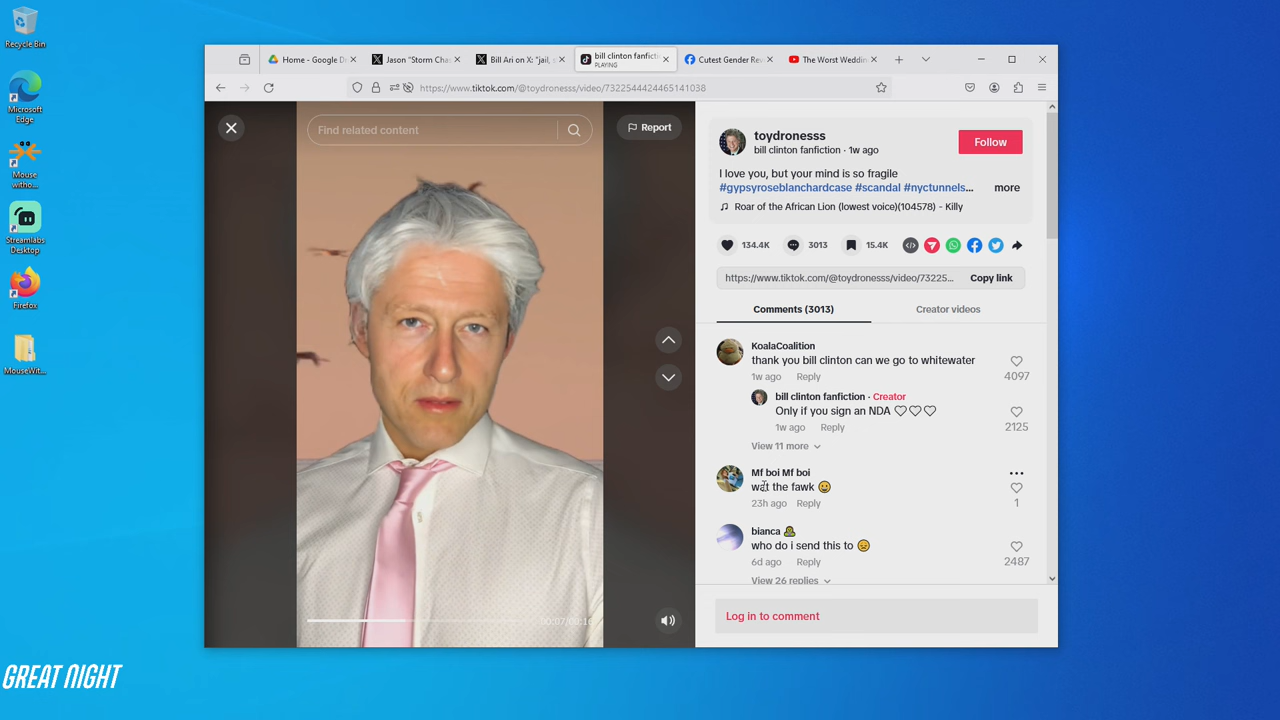 Recycle Bin
Microsoft
Edge
Mouse
witho...
Streamlabs
Desktop
Firefox
MouseWit...
GREAT NIGHT
Home - Google D
Jason "Storm Cha
Bill Ari on X: "jail, s
bill clinton fanfictic
PLAYING
Cutest Gender Rev
The Worst Weddin
https://www.tiktok.com/@toydronesss/video/7322544424465141038
Find related content
Report
toydronesss
bill clinton fanfiction · 1w ago
Follow
I love you, but your mind is so fragile
#gypsyroseblanchardcase #scandal #nyctunnels... more
Roar of the African Lion (lowest voice)(104578) - Killy
134.4K 3013 15.4K
https://www.tiktok.com/@toydronesss/video/73225... Copy link
Comments (3013) Creator videos
KoalaCoalition
thank you bill clinton can we go to whitewater
1w ago Reply 4097
bill clinton fanfiction · Creator
Only if you sign an NDA ♡♡♡
1w ago Reply 2125
View 11 more
Mf boi Mf boi
wat the fawk
23h ago Reply 1
bianca
who do i send this to
6d ago Reply 2487
View 26 replies
Log in to comment